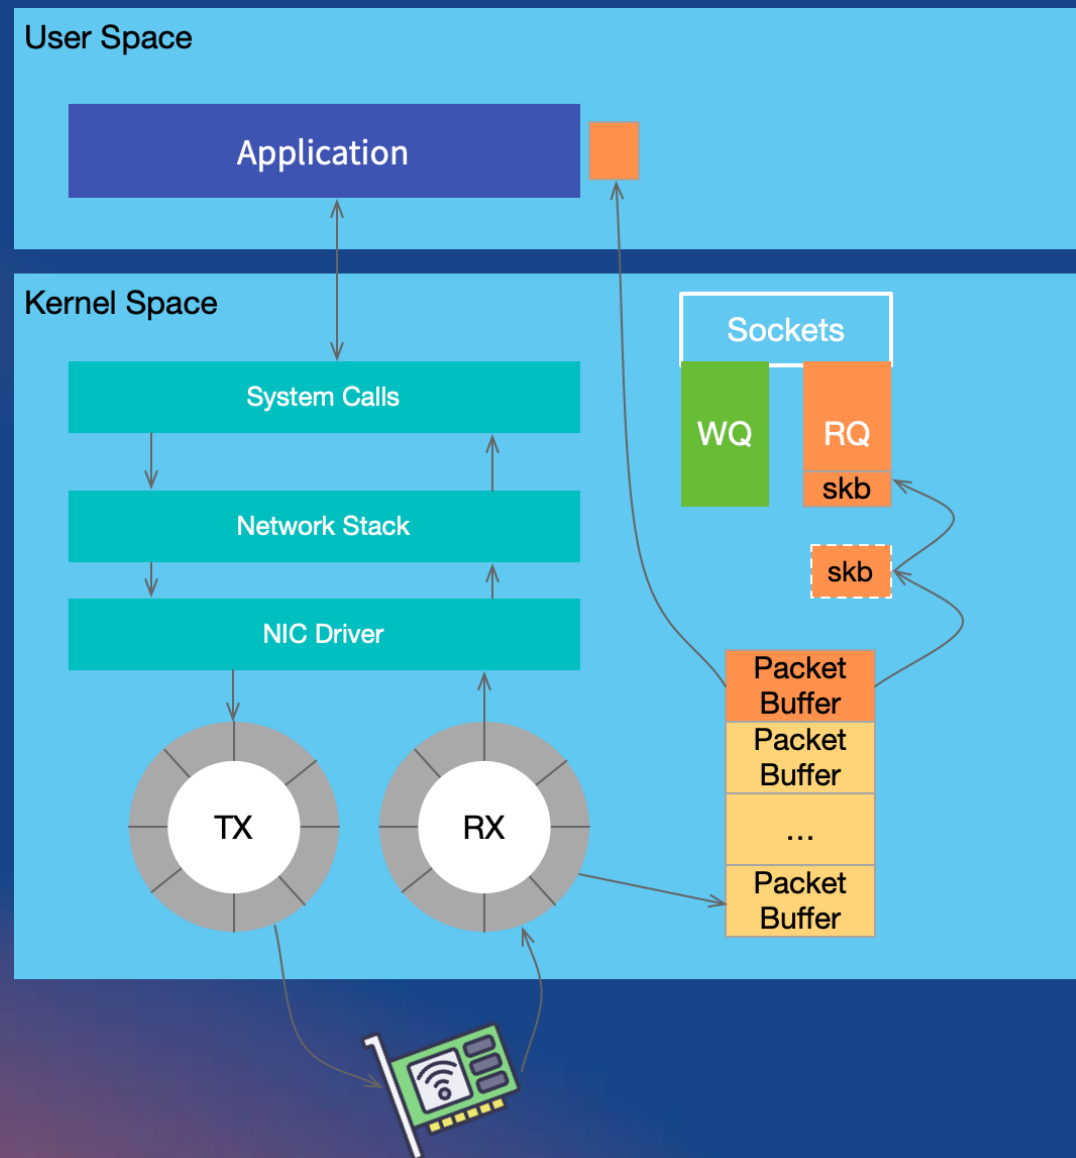 User Space
Application
Kernel Space
System Calls
Network Stack
NIC Driver
TX
RX
Sockets
WQ
RQ
skb
skb
Packet
Buffer
Packet
Buffer
...
Packet
Buffer